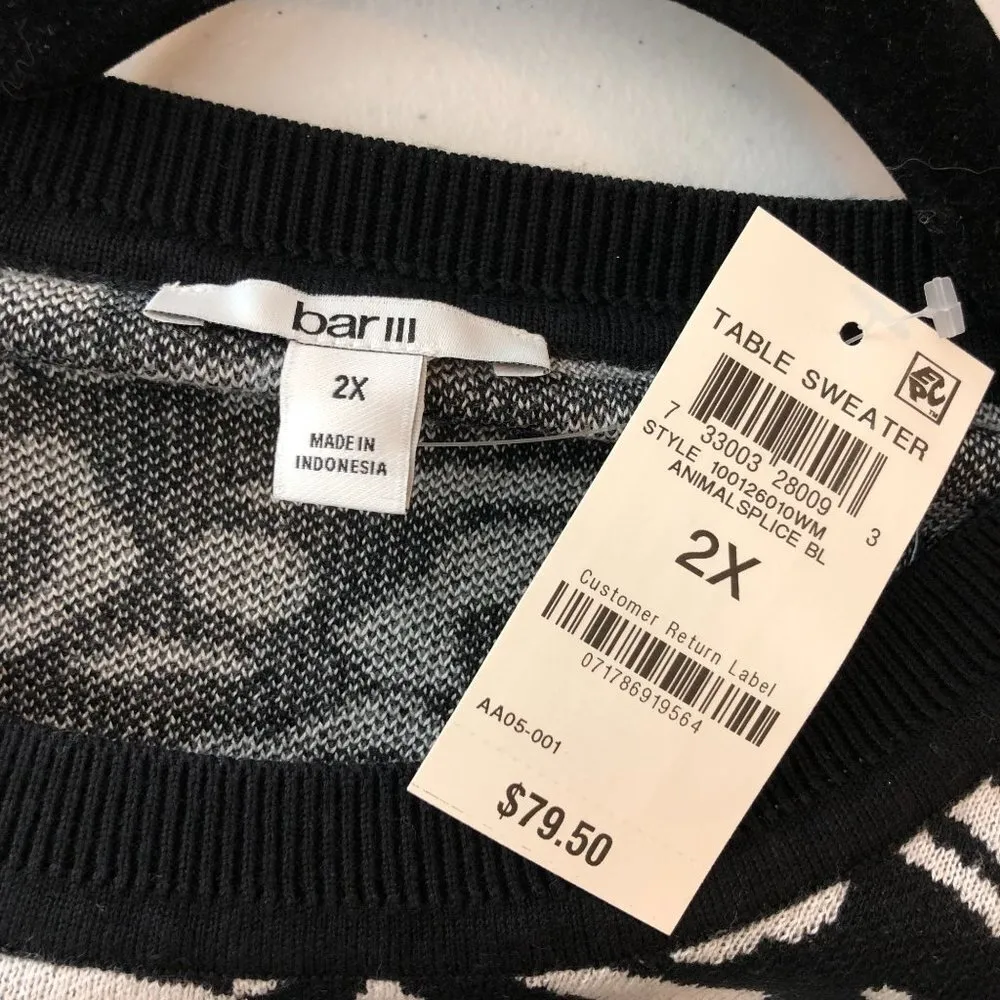 bar III
2X
MADE IN
INDONESIA
TABLE SWEATER
7 33003 28009 3
STYLE 100126010WM
ANIMALSPLICE BL
2X
Customer Return Label
071786919564
AA05-001
$79.50